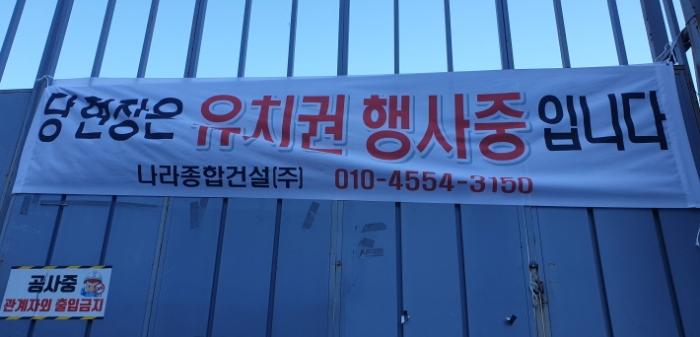 당 현장은 유치권 행사중 입니다
나라종합건설(주) 010-4554-3150
공사중
관계자외 출입금지